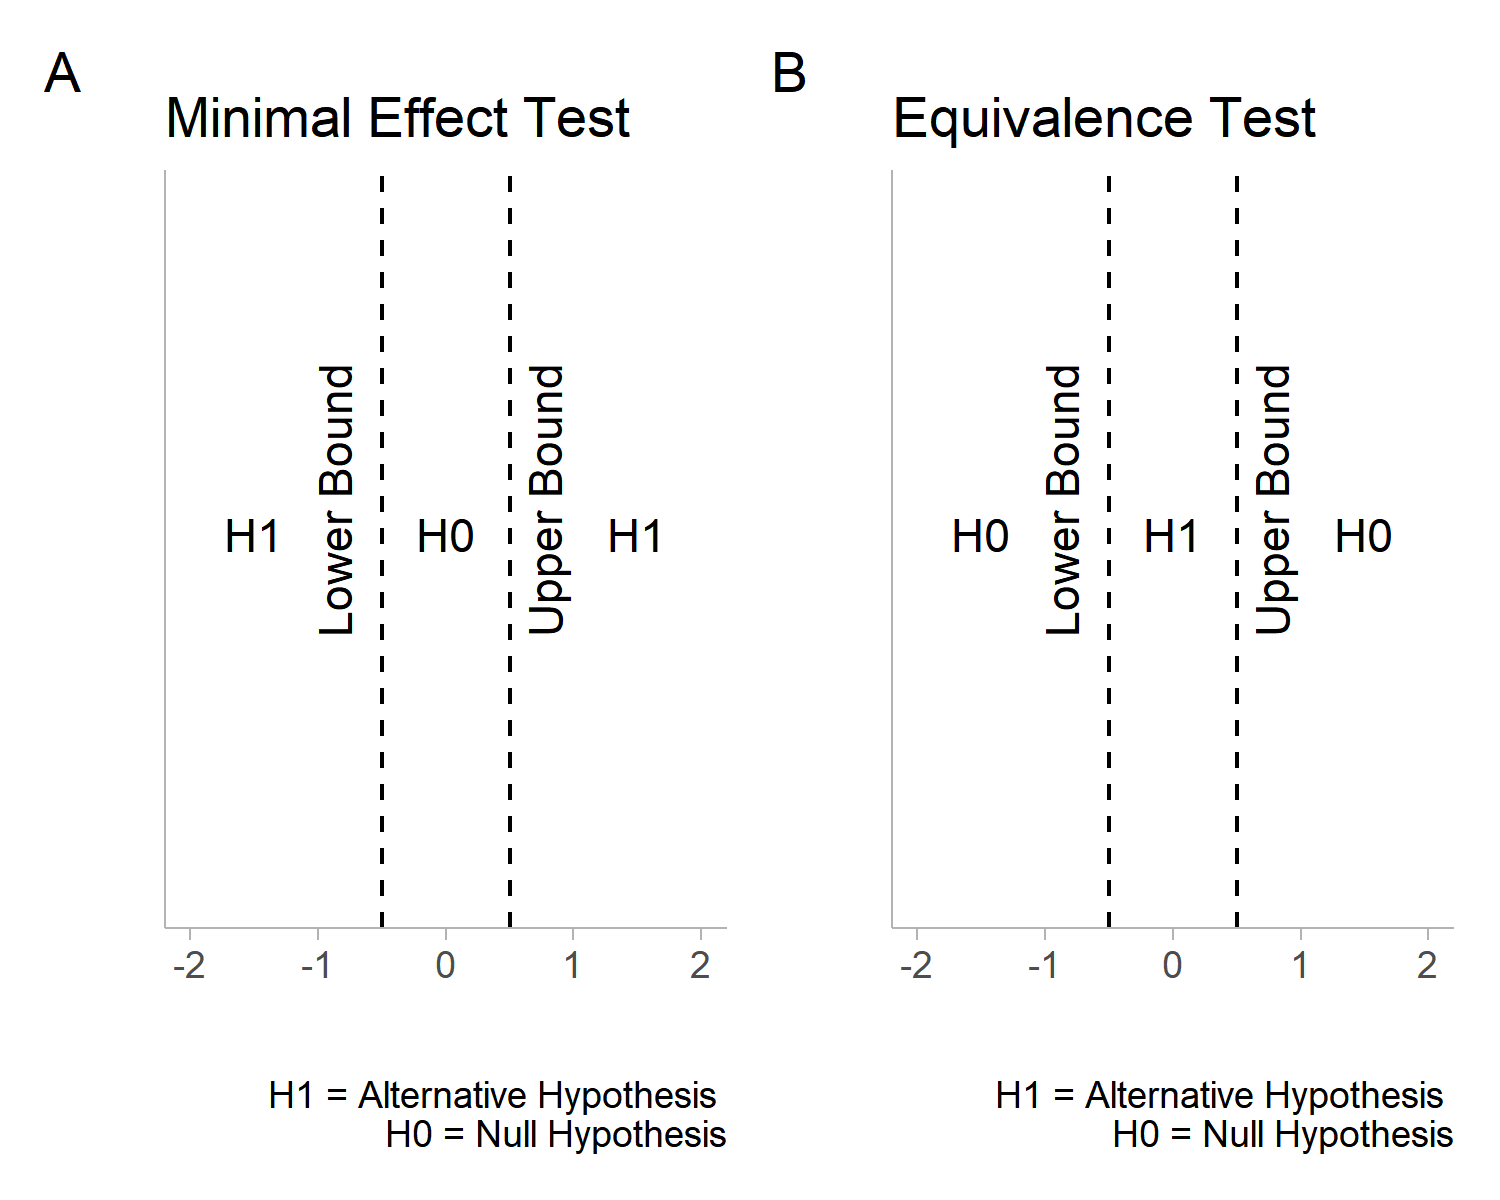 A
Minimal Effect Test
H1
Lower Bound
H0
Upper Bound
H1
-2 -1 0 1 2
H1 = Alternative Hypothesis
H0 = Null Hypothesis
B
Equivalence Test
H0
Lower Bound
H1
Upper Bound
H0
-2 -1 0 1 2
H1 = Alternative Hypothesis
H0 = Null Hypothesis